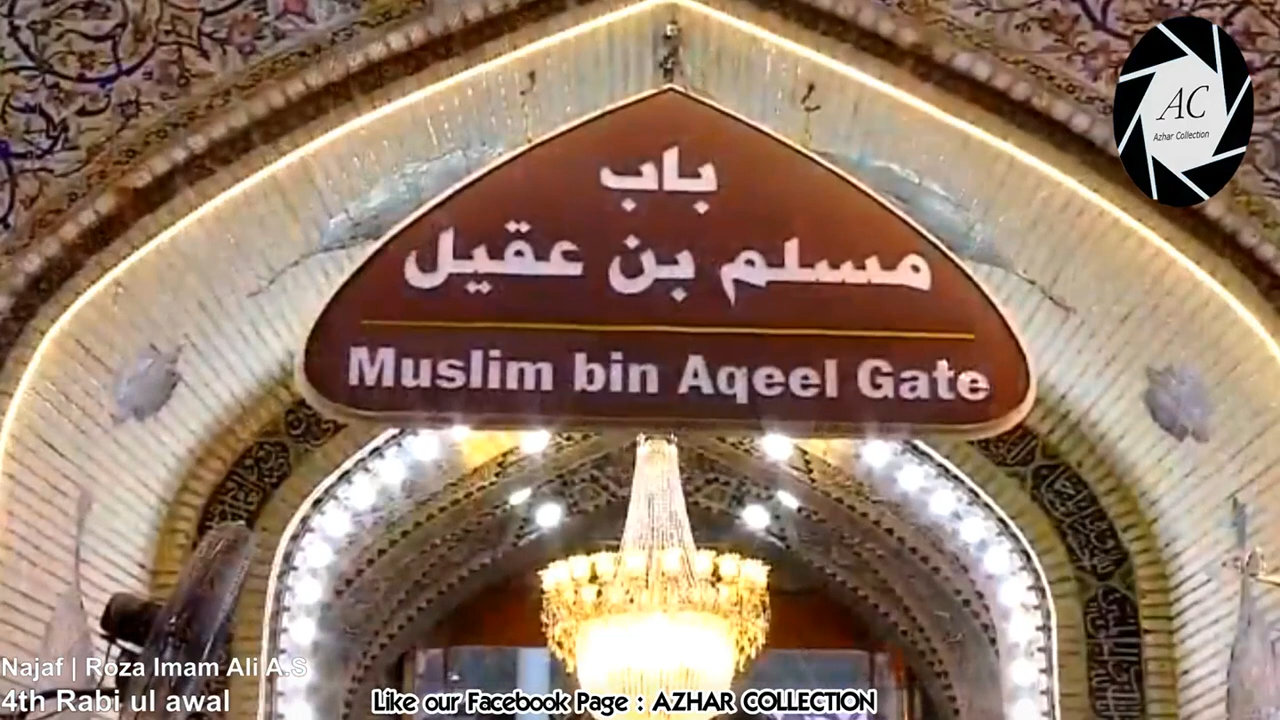 AC
Azhar Collection
باب
مسلم بن عقيل
Muslim bin Aqeel Gate
Najaf | Roza Imam Ali A.S
4th Rabi ul awal
Like our Facebook Page : AZHAR COLLECTION